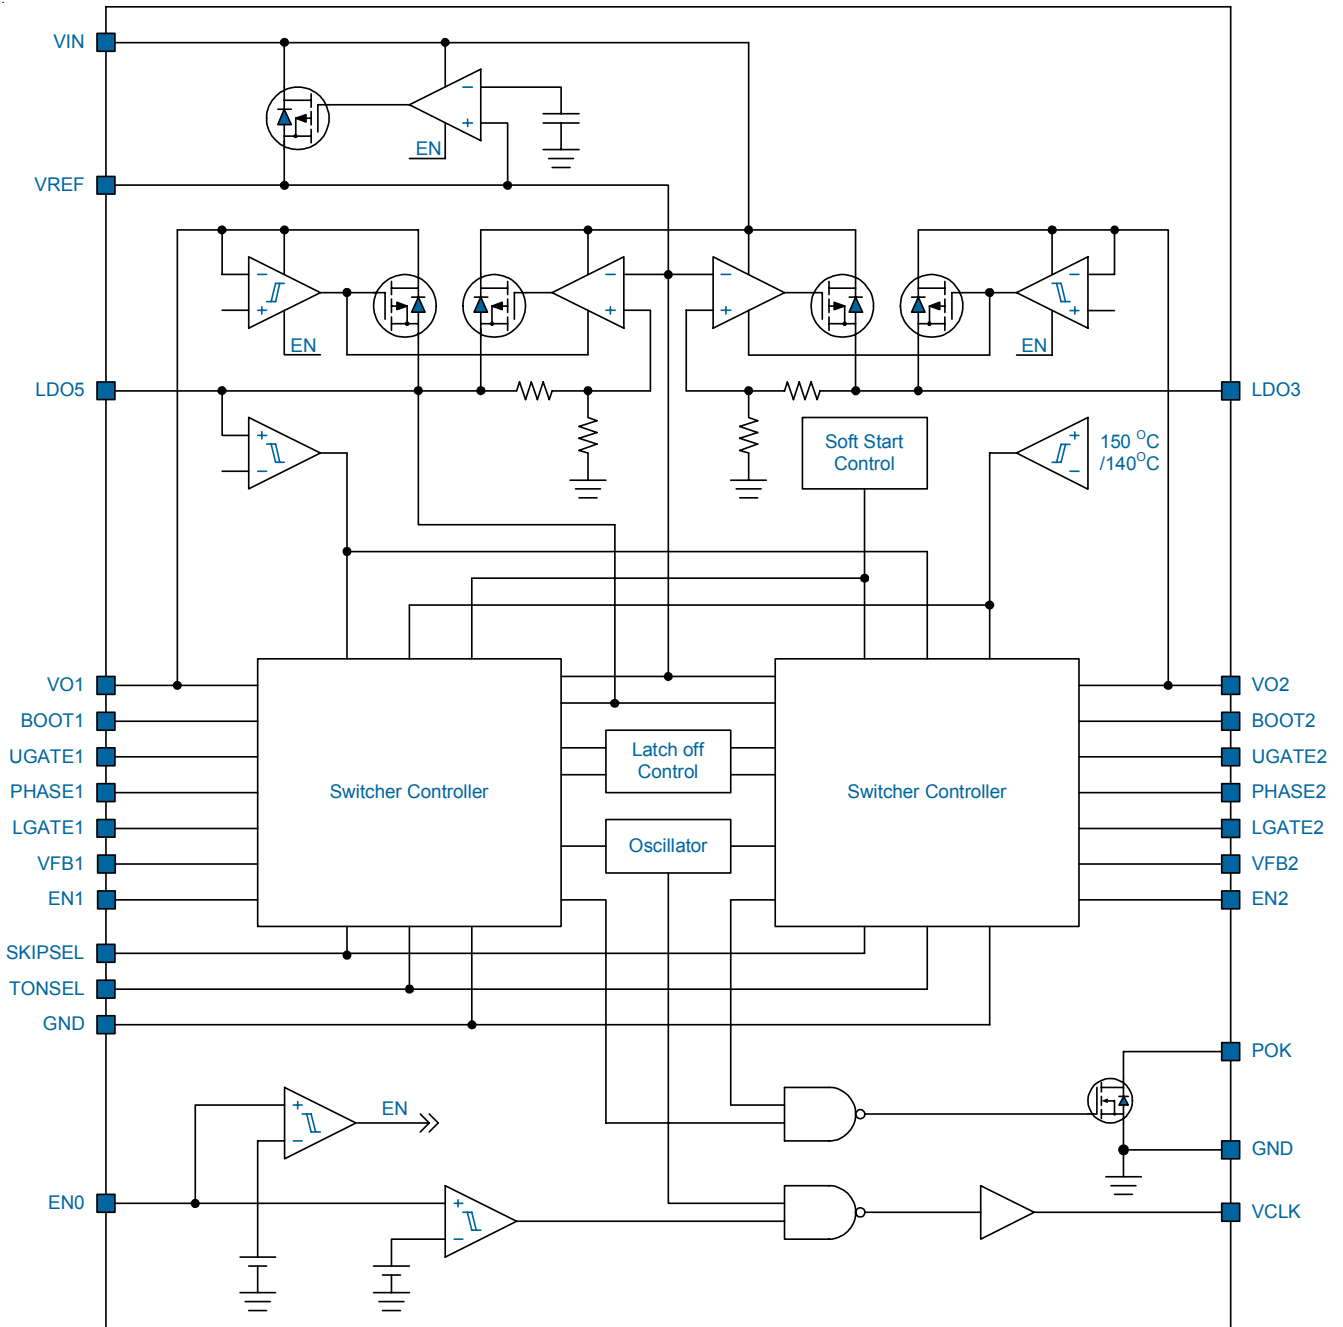 VIN
−
+
EN
VREF
−
+
EN
−
+
−
+
−
+
EN
LDO5
LDO3
+
−
Soft Start
Control
+
−
150 °C
/140°C
VO1
BOOT1
UGATE1
PHASE1
LGATE1
VFB1
EN1
SKIPSEL
TONSEL
GND
Switcher Controller
Latch off
Control
Oscillator
Switcher Controller
VO2
BOOT2
UGATE2
PHASE2
LGATE2
VFB2
EN2
POK
GND
VCLK
+
−
EN
EN0
+
−